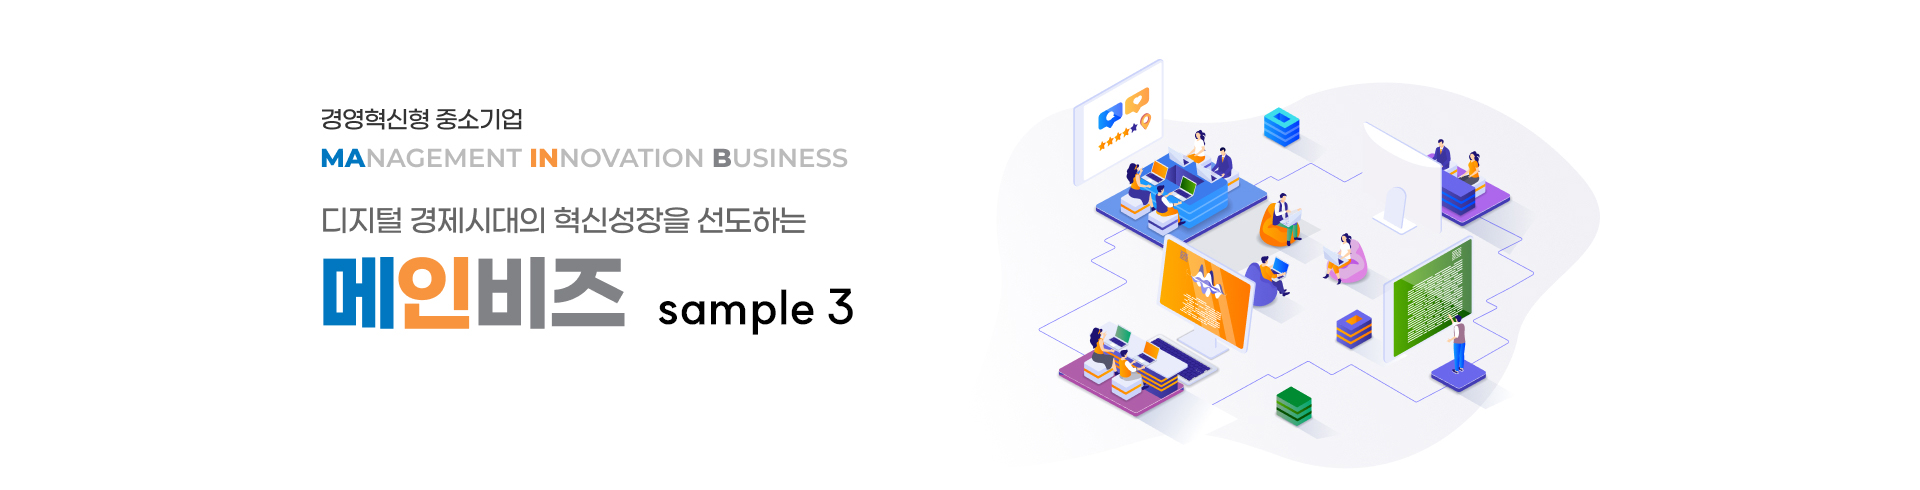 경영혁신형 중소기업
MANAGEMENT INNOVATION BUSINESS
디지털 경제시대의 혁신성장을 선도하는
메인비즈 sample 3